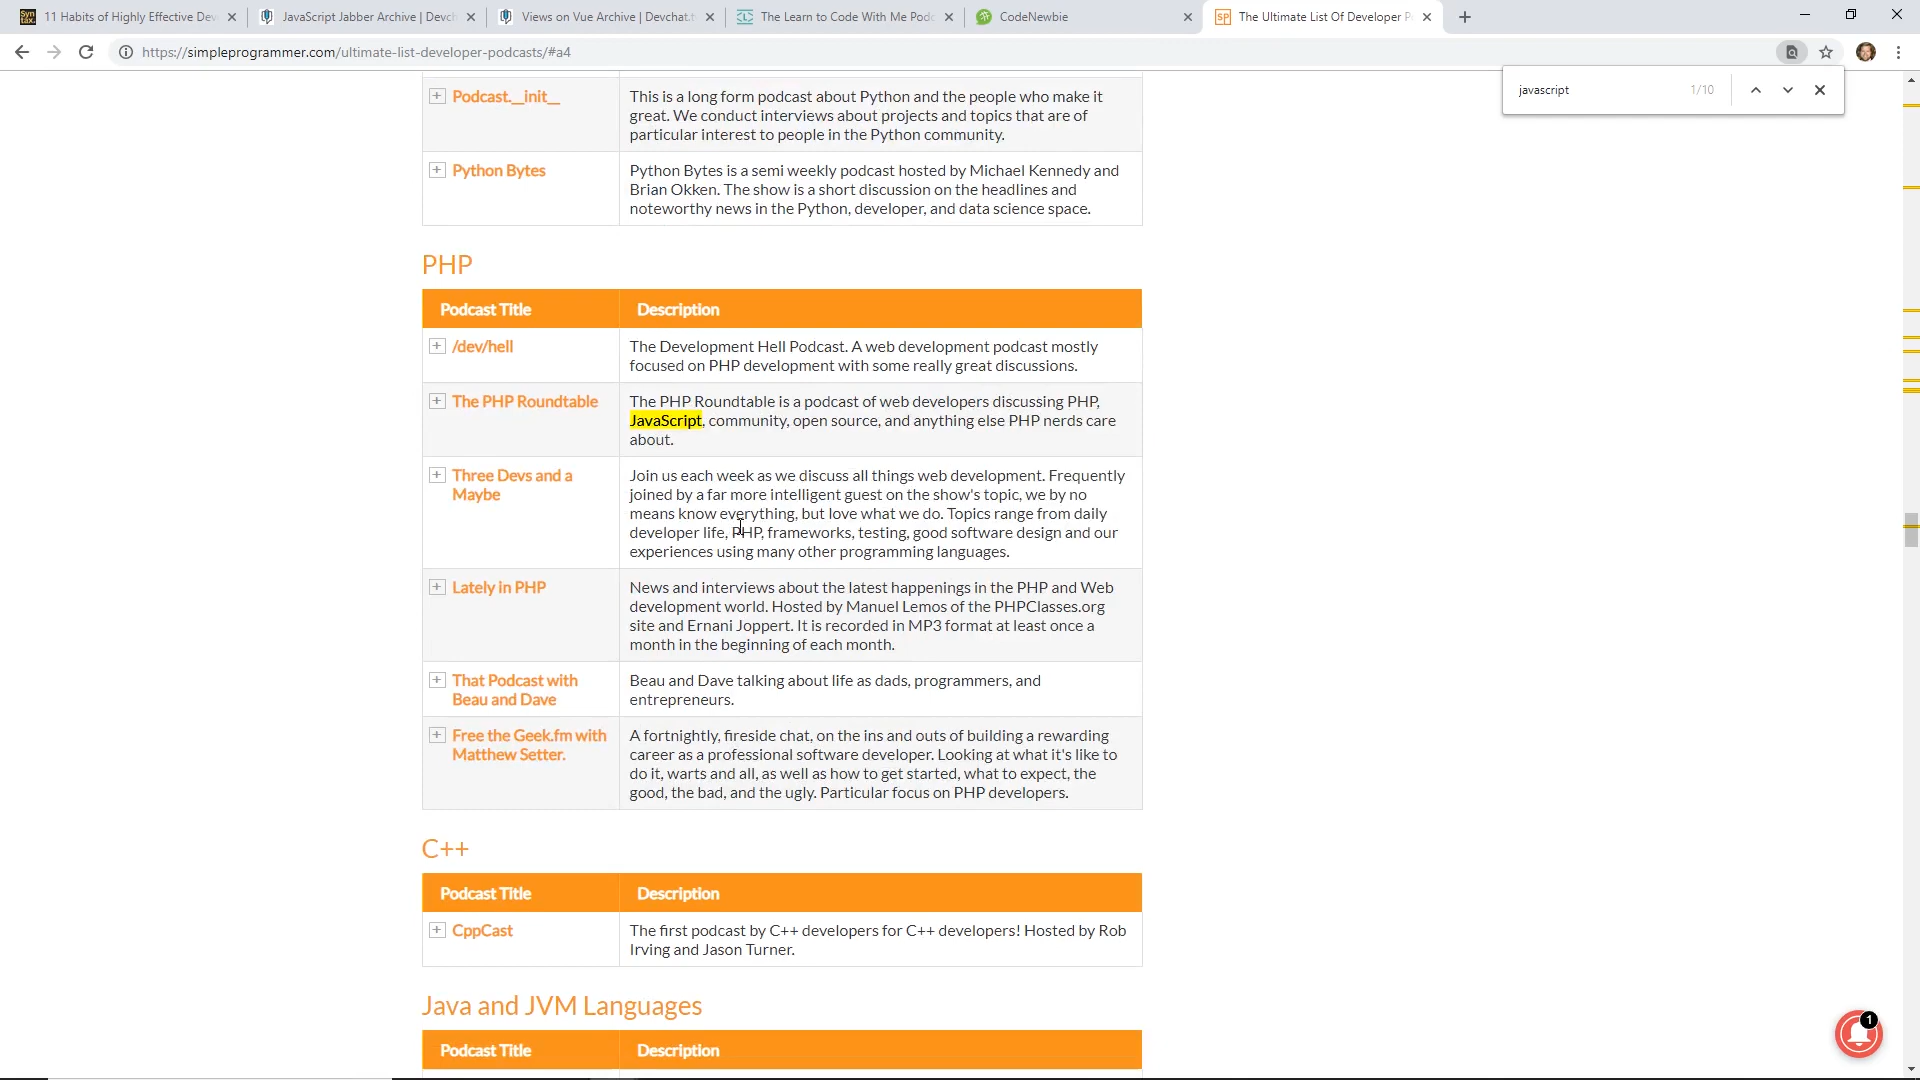 11 Habits of Highly Effective Dev
JavaScript Jabber Archive | Devch
Views on Vue Archive | Devchat.t
The Learn to Code With Me Pod
CodeNewbie
The Ultimate List Of Developer P
https://simpleprogrammer.com/ultimate-list-developer-podcasts/#a4
javascript
1/10
Podcast.__init__
This is a long form podcast about Python and the people who make it
great. We conduct interviews about projects and topics that are of
particular interest to people in the Python community.
Python Bytes
Python Bytes is a semi weekly podcast hosted by Michael Kennedy and
Brian Okken. The show is a short discussion on the headlines and
noteworthy news in the Python, developer, and data science space.
PHP
Podcast Title
Description
/dev/hell
The Development Hell Podcast. A web development podcast mostly
focused on PHP development with some really great discussions.
The PHP Roundtable
The PHP Roundtable is a podcast of web developers discussing PHP,
JavaScript, community, open source, and anything else PHP nerds care
about.
Three Devs and a
Maybe
Join us each week as we discuss all things web development. Frequently
joined by a far more intelligent guest on the show's topic, we by no
means know everything, but love what we do. Topics range from daily
developer life, PHP, frameworks, testing, good software design and our
experiences using many other programming languages.
Lately in PHP
News and interviews about the latest happenings in the PHP and Web
development world. Hosted by Manuel Lemos of the PHPClasses.org
site and Ernani Joppert. It is recorded in MP3 format at least once a
month in the beginning of each month.
That Podcast with
Beau and Dave
Beau and Dave talking about life as dads, programmers, and
entrepreneurs.
Free the Geek.fm with
Matthew Setter.
A fortnightly, fireside chat, on the ins and outs of building a rewarding
career as a professional software developer. Looking at what it's like to
do it, warts and all, as well as how to get started, what to expect, the
good, the bad, and the ugly. Particular focus on PHP developers.
C++
Podcast Title
Description
CppCast
The first podcast by C++ developers for C++ developers! Hosted by Rob
Irving and Jason Turner.
Java and JVM Languages
Podcast Title
Description
1